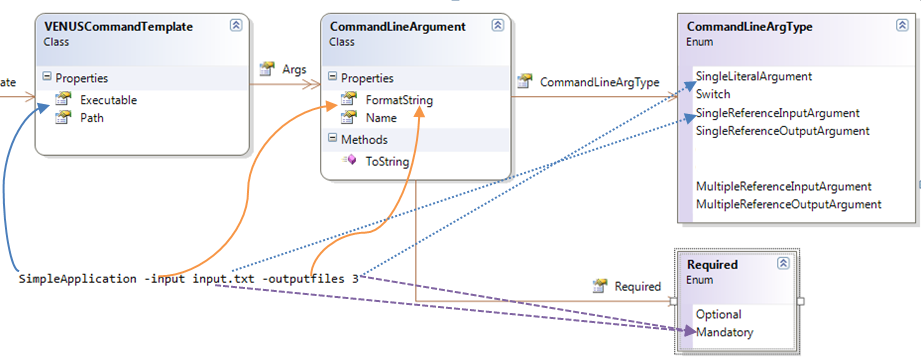 VENUSCommandTemplate
Class
Properties
Executable
Path
ate
Args
CommandLineArgument
Class
Properties
FormatString
Name
Methods
ToString
CommandLineArgType
CommandLineArgType
Enum
SingleLiteralArgument
Switch
SingleReferenceInputArgument
SingleReferenceOutputArgument
MultipleReferenceInputArgument
MultipleReferenceOutputArgument
SimpleApplication -input input.txt -outputfiles 3
Required
Required
Enum
Optional
Mandatory